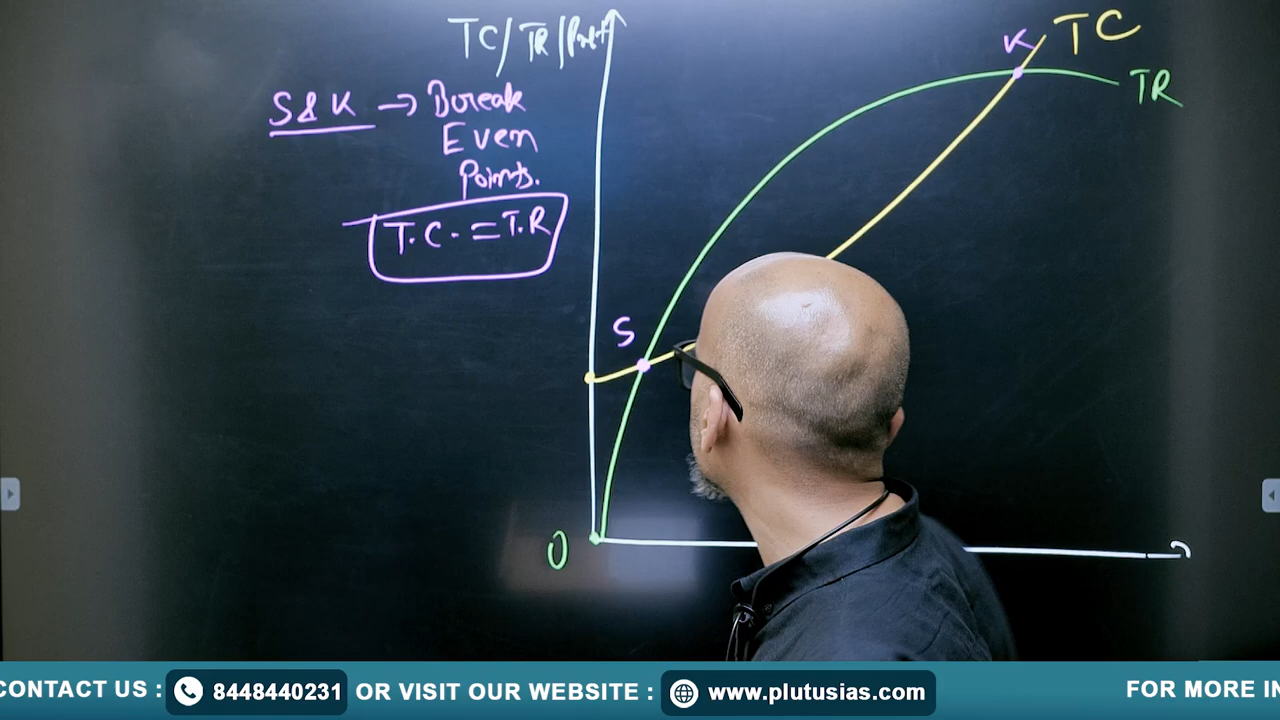 TC/TR/Prft
K TC
TR
S & K → Break
Even
Points.
T.C. = T.R
S
O
CONTACT US : 8448440231 OR VISIT OUR WEBSITE : www.plutusias.com FOR MORE IN